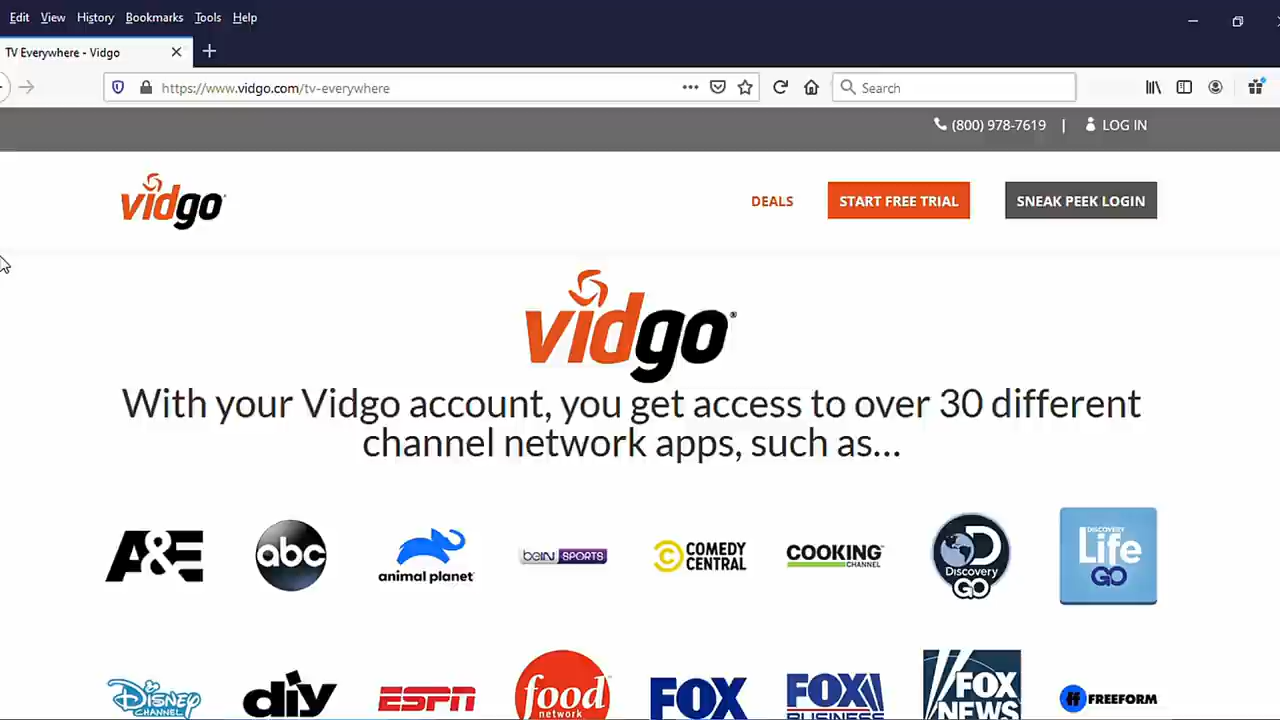 Edit View History Bookmarks Tools Help
TV Everywhere - Vidgo
https://www.vidgo.com/tv-everywhere
Search
(800) 978-7619 | LOG IN
vidgo
DEALS
START FREE TRIAL
SNEAK PEEK LOGIN
vidgo®
With your Vidgo account, you get access to over 30 different
channel network apps, such as...
A&E
abc
animal planet
beIN SPORTS
COMEDY
CENTRAL
COOKING
CHANNEL
Discovery
GO
DISCOVERY
Life
GO
Disney
CHANNEL
diy
ESPN
food
network
FOX
FOX
BUSINESS
FOX
NEWS
ff FREEFORM